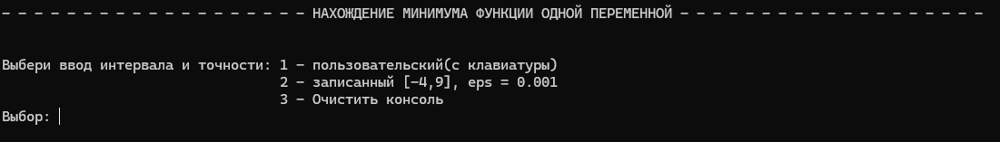 - - - - - - - - - - - - - - - - - - - НАХОЖДЕНИЕ МИНИМУМА ФУНКЦИИ ОДНОЙ ПЕРЕМЕННОЙ - - - - - - - - - - - - - - - - - - -
Выбери ввод интервала и точности: 1 - пользовательский(с клавиатуры)
2 - записанный [-4,9], eps = 0.001
3 - Очистить консоль
Выбор: